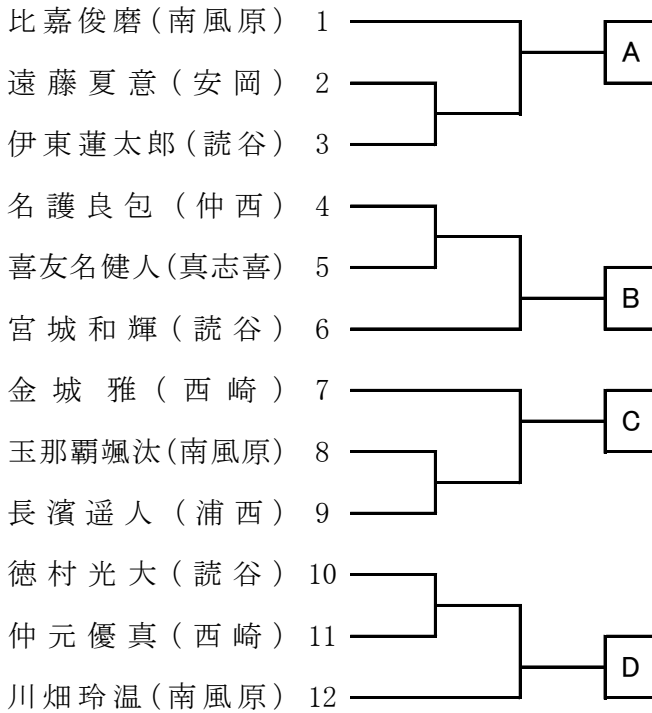 比嘉俊磨(南風原) 1
A
遠藤夏意(安岡) 2
伊東蓮太郎(読谷) 3
名護良包(仲西) 4
喜友名健人(真志喜) 5
B
宮城和輝(読谷) 6
金城 雅(西崎) 7
C
玉那覇颯汰(南風原) 8
長濱遥人(浦西) 9
徳村光大(読谷) 10
仲元優真(西崎) 11
D
川畑玲温(南風原) 12